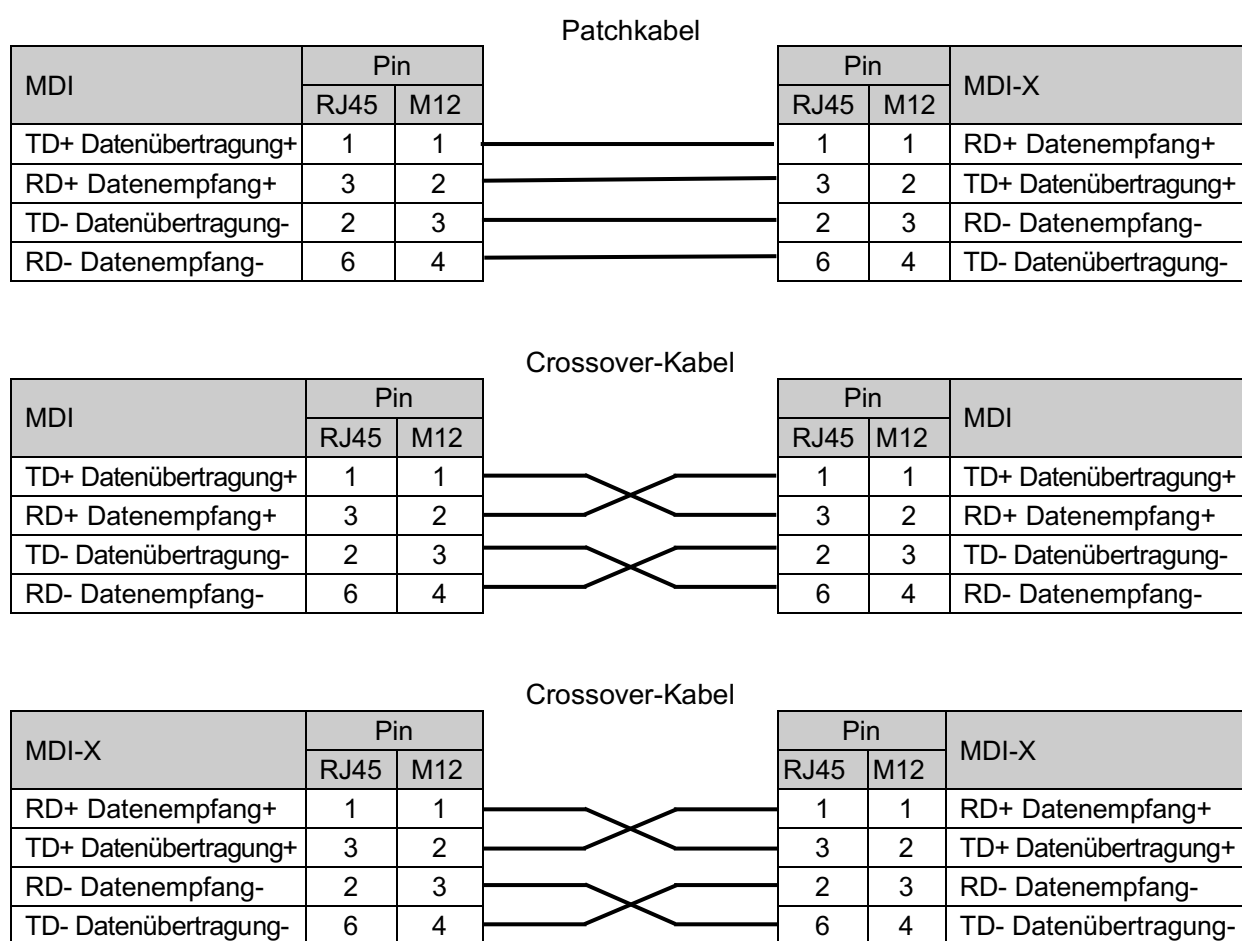 Patchkabel
MDI Pin Pin MDI-X
RJ45 M12 RJ45 M12
TD+ Datenübertragung+ 1 1 1 1 RD+ Datenempfang+
RD+ Datenempfang+ 3 2 3 2 TD+ Datenübertragung+
TD- Datenübertragung- 2 3 2 3 RD- Datenempfang-
RD- Datenempfang- 6 4 6 4 TD- Datenübertragung-
Crossover-Kabel
MDI Pin Pin MDI
RJ45 M12 RJ45 M12
TD+ Datenübertragung+ 1 1 1 1 TD+ Datenübertragung+
RD+ Datenempfang+ 3 2 3 2 RD+ Datenempfang+
TD- Datenübertragung- 2 3 2 3 TD- Datenübertragung-
RD- Datenempfang- 6 4 6 4 RD- Datenempfang-
Crossover-Kabel
MDI-X Pin Pin MDI-X
RJ45 M12 RJ45 M12
RD+ Datenempfang+ 1 1 1 1 RD+ Datenempfang+
TD+ Datenübertragung+ 3 2 3 2 TD+ Datenübertragung+
RD- Datenempfang- 2 3 2 3 RD- Datenempfang-
TD- Datenübertragung- 6 4 6 4 TD- Datenübertragung-